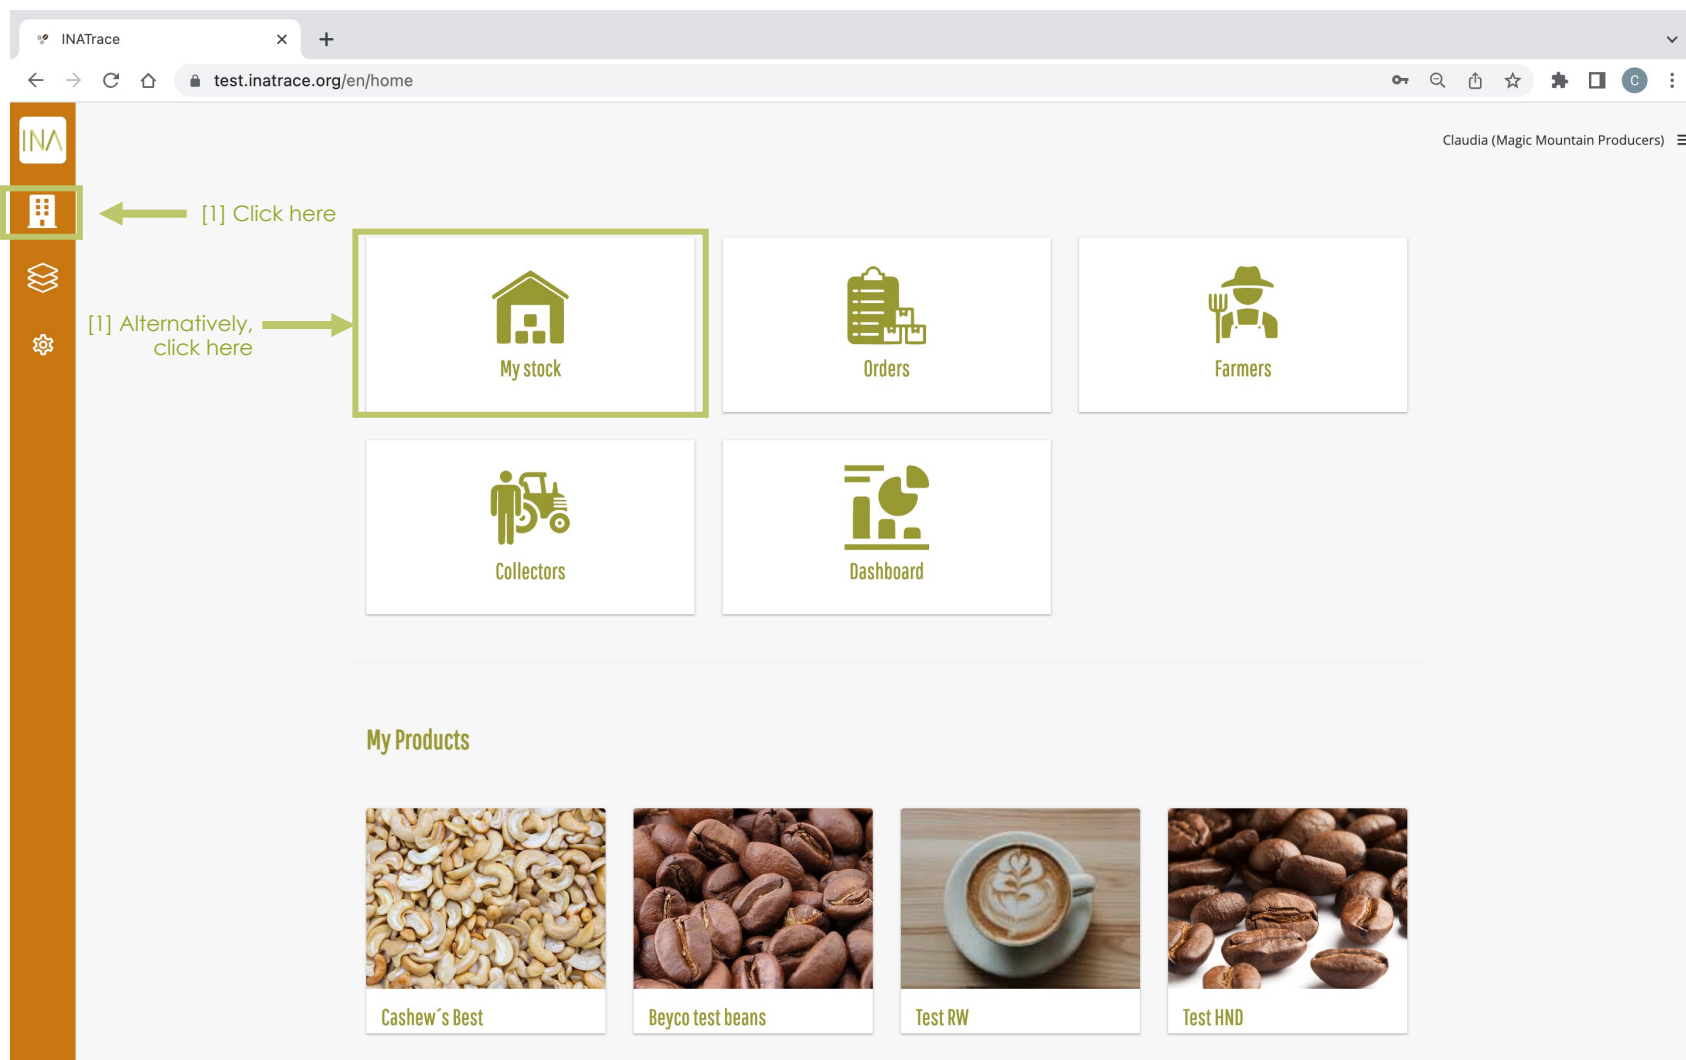 INATrace
test.inatrace.org/en/home
C
INA
Claudia (Magic Mountain Producers)
[1] Click here
[1] Alternatively,
click here
My stock
Orders
Farmers
Collectors
Dashboard
My Products
Cashew´s Best
Beyco test beans
Test RW
Test HND